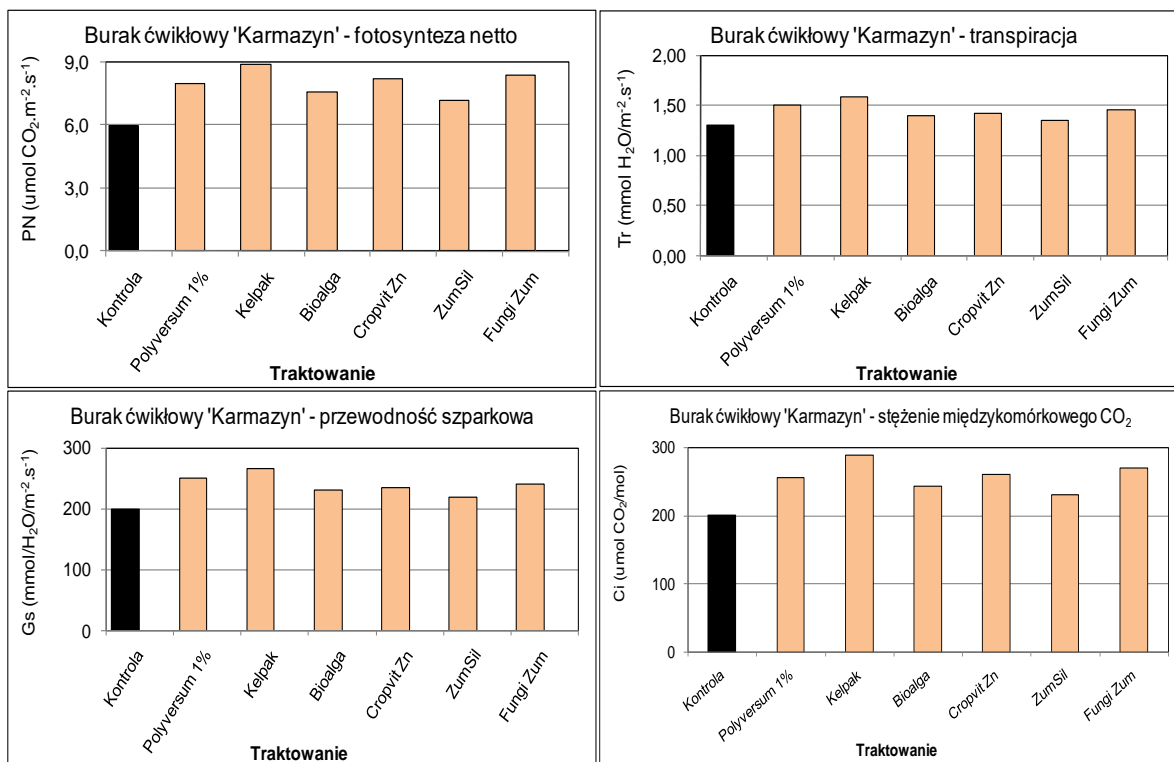 Burak ćwikłowy 'Karmazyn' - fotosynteza netto
PN (umol CO₂.m⁻².s⁻¹)
9,0
6,0
3,0
0,0
Kontrola
Polyversum 1%
Kelpak
Bioalga
Cropvit Zn
ZumSil
Fungi Zum
Traktowanie
Burak ćwikłowy 'Karmazyn' - transpiracja
Tr (mmol H₂O/m⁻².s⁻¹)
2,00
1,50
1,00
0,50
0,00
Kontrola
Polyversum 1%
Kelpak
Bioalga
Cropvit Zn
ZumSil
Fungi Zum
Traktowanie
Burak ćwikłowy 'Karmazyn' - przewodność szparkowa
Gs (mmol/H₂O/m⁻².s⁻¹)
300
200
100
0
Kontrola
Polyversum 1%
Kelpak
Bioalga
Cropvit Zn
ZumSil
Fungi Zum
Traktowanie
Burak ćwikłowy 'Karmazyn' - stężenie międzykomórkowego CO₂
Ci (umol CO₂/mol)
300
200
100
0
Kontrola
Polyversum 1%
Kelpak
Bioalga
Cropvit Zn
ZumSil
Fungi Zum
Traktowanie